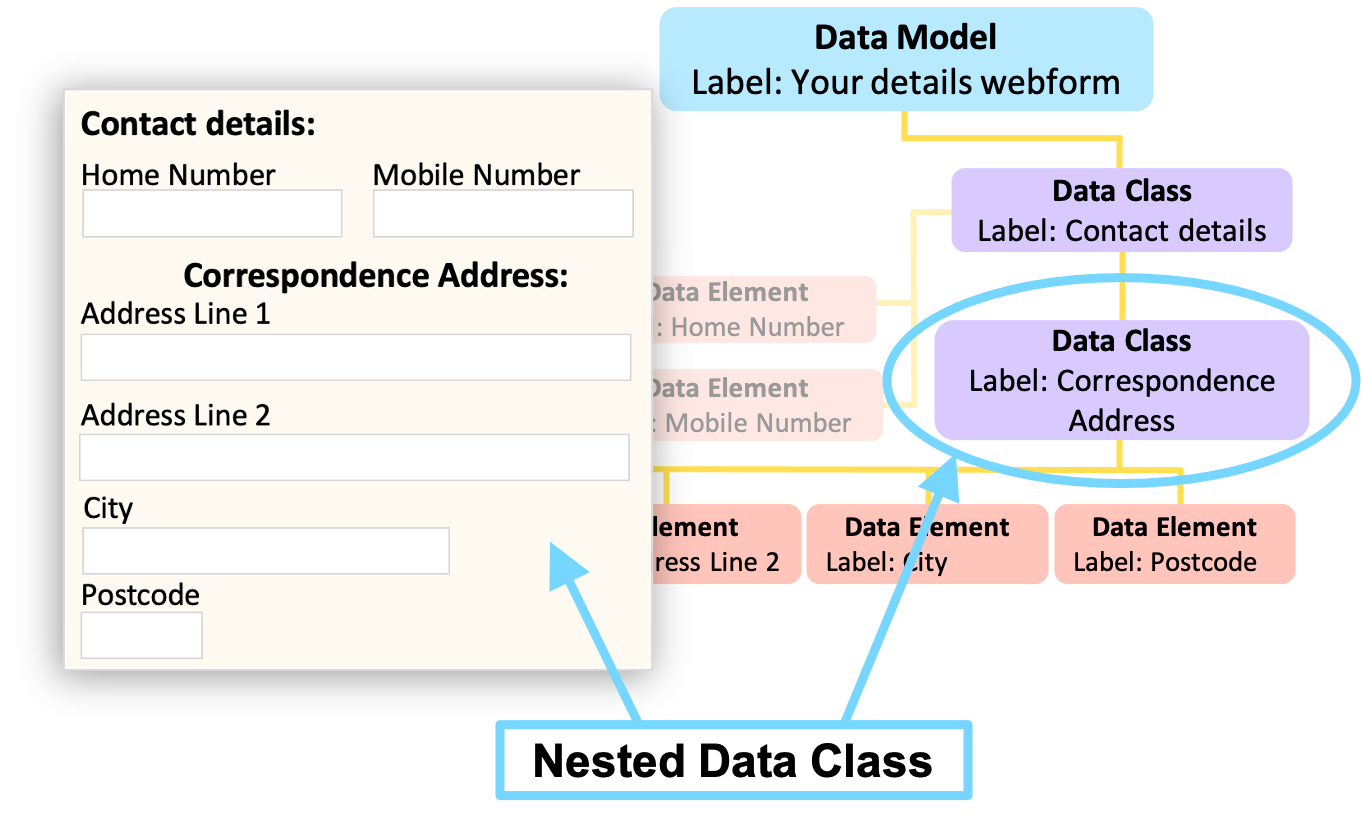 Data Model
Label: Your details webform
Contact details:
Home Number
Mobile Number
Correspondence Address:
Address Line 1
Address Line 2
City
Postcode
Data Class
Label: Contact details
Data Element
: Home Number
Data Element
: Mobile Number
Data Class
Label: Correspondence
Address
lement
ress Line 2
Data Element
Label: City
Data Element
Label: Postcode
Nested Data Class